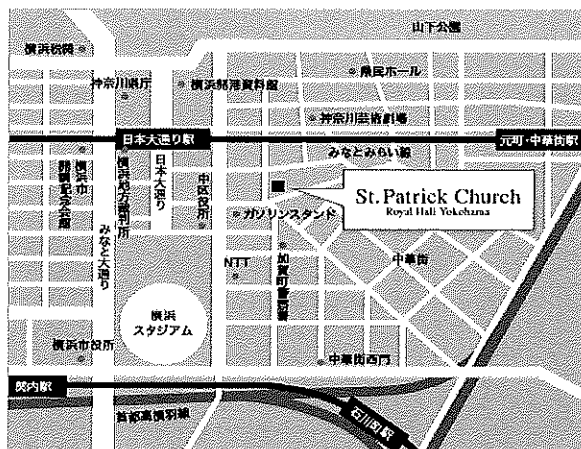 山下公園
横浜税関
県民ホール
神奈川県庁
横浜開港資料館
神奈川芸術劇場
日本大通り駅
元町・中華街駅
みなとみらい線
横浜市
開港記念会館
横浜地方裁判所
日本大通り
中区役所
St. Patrick Church
Royal Hall Yokohama
ガソリンスタンド
みなと大通り
NTT
加賀町警察署
中華街
横浜
スタジアム
横浜市役所
中華街西門
関内駅
首都高横羽線
石川町駅